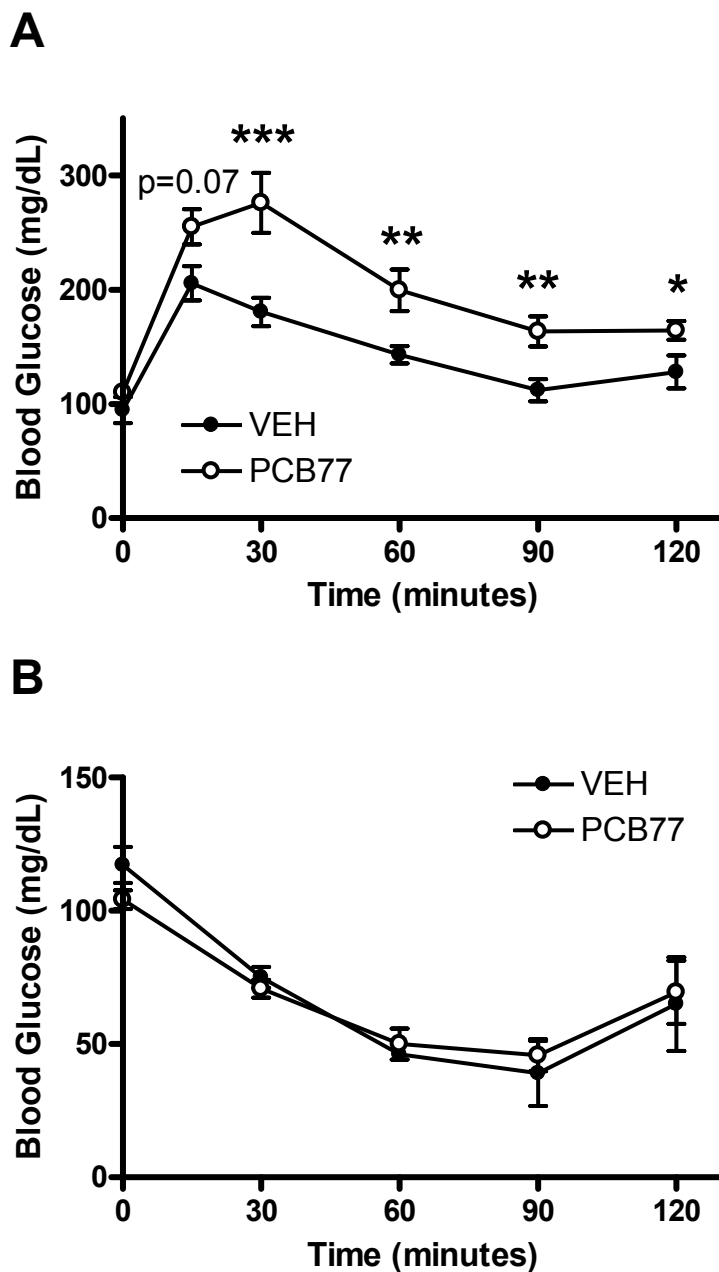 A
Blood Glucose (mg/dL)
300
200
100
0
p=0.07
***
**
**
*
VEH
PCB77
0 30 60 90 120
Time (minutes)
B
Blood Glucose (mg/dL)
150
100
50
0
VEH
PCB77
0 30 60 90 120
Time (minutes)